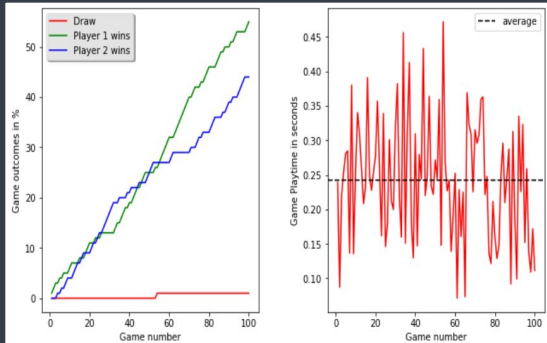 Draw
Player 1 wins
Player 2 wins
Game outcomes in %
50
40
30
20
10
0
0 20 40 60 80 100
Game number
average
Game Playtime in seconds
0.45
0.40
0.35
0.30
0.25
0.20
0.15
0.10
0 20 40 60 80 100
Game number